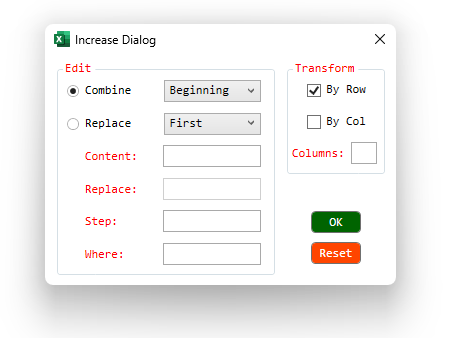 Increase Dialog
Edit
Combine Beginning
Replace First
Content:
Replace:
Step:
Where:
Transform
By Row
By Col
Columns:
OK
Reset